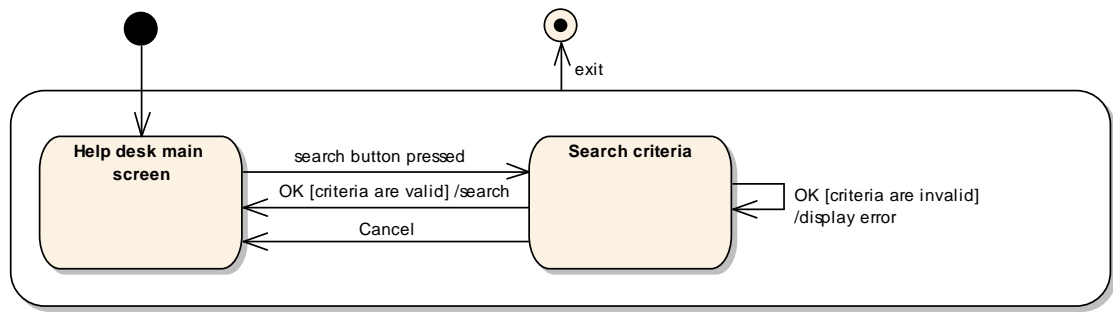 exit
Help desk main
screen
search button pressed
OK [criteria are valid] /search
Cancel
Search criteria
OK [criteria are invalid]
/display error